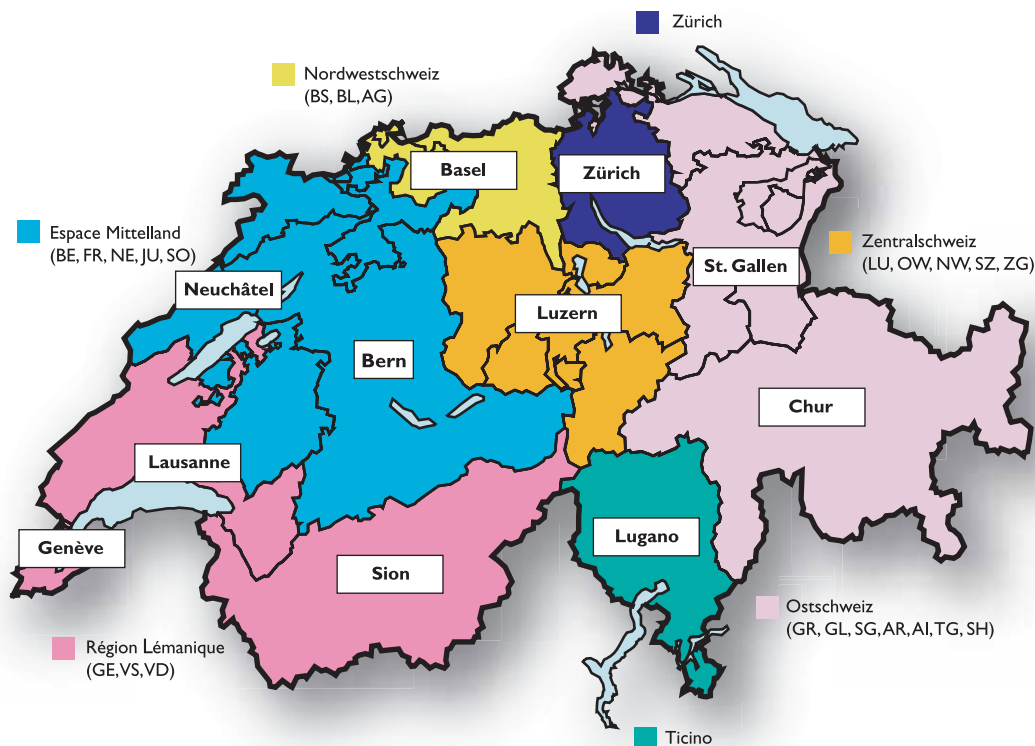 Zürich
Nordwestschweiz
(BS, BL, AG)
Basel
Zürich
Espace Mittelland
(BE, FR, NE, JU, SO)
Zentralschweiz
(LU, OW, NW, SZ, ZG)
St. Gallen
Neuchâtel
Luzern
Bern
Chur
Lausanne
Genève
Lugano
Sion
Ostschweiz
(GR, GL, SG, AR, AI, TG, SH)
Région Lémanique
(GE, VS, VD)
Ticino